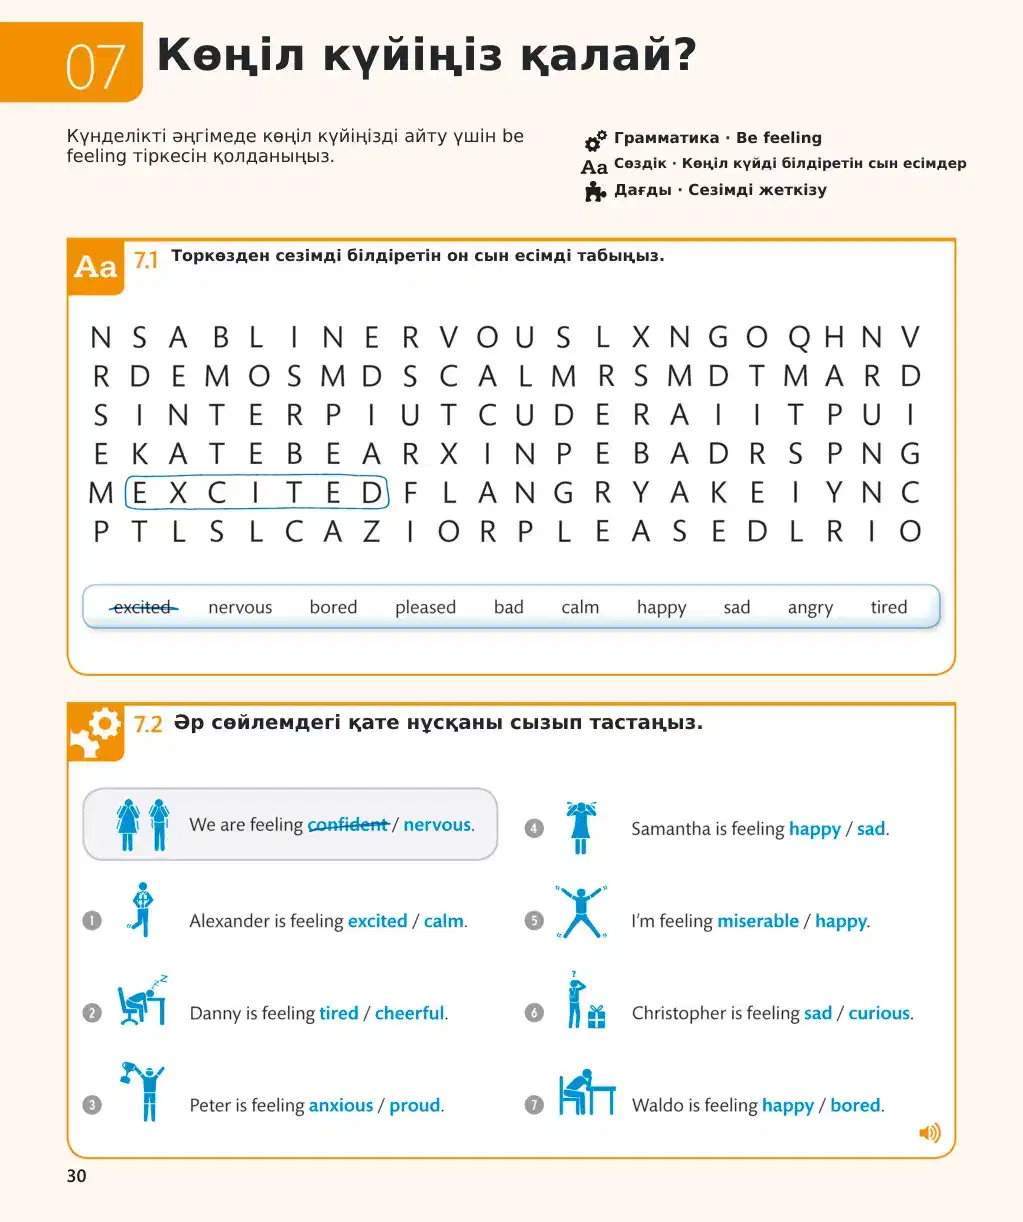 07
Көңіл күйіңіз қалай?
Күнделікті әңгімеде көңіл күйіңізді айту үшін be
feeling тіркесін қолданыңыз.
Грамматика · Be feeling
Aa Сөздік · Көңіл күйді білдіретін сын есімдер
Дағды · Сезімді жеткізу
Aa 7.1 Торкөзден сезімді білдіретін он сын есімді табыңыз.
N S A B L I N E R V O U S L X N G O Q H N V
R D E M O S M D S C A L M R S M D T M A R D
S I N T E R P I U T C U D E R A I I T P U I
E K A T E B E A R X I N P E B A D R S P N G
M E X C I T E D F L A N G R Y A K E I Y N C
P T L S L C A Z I O R P L E A S E D L R I O
excited nervous bored pleased bad calm happy sad angry tired
7.2 Әр сөйлемдегі қате нұсқаны сызып тастаңыз.
We are feeling confident / nervous.
1 Alexander is feeling excited / calm.
2 Danny is feeling tired / cheerful.
zzZ
3 Peter is feeling anxious / proud.
4 Samantha is feeling happy / sad.
5 I'm feeling miserable / happy.
6 Christopher is feeling sad / curious.
?
7 Waldo is feeling happy / bored.
30